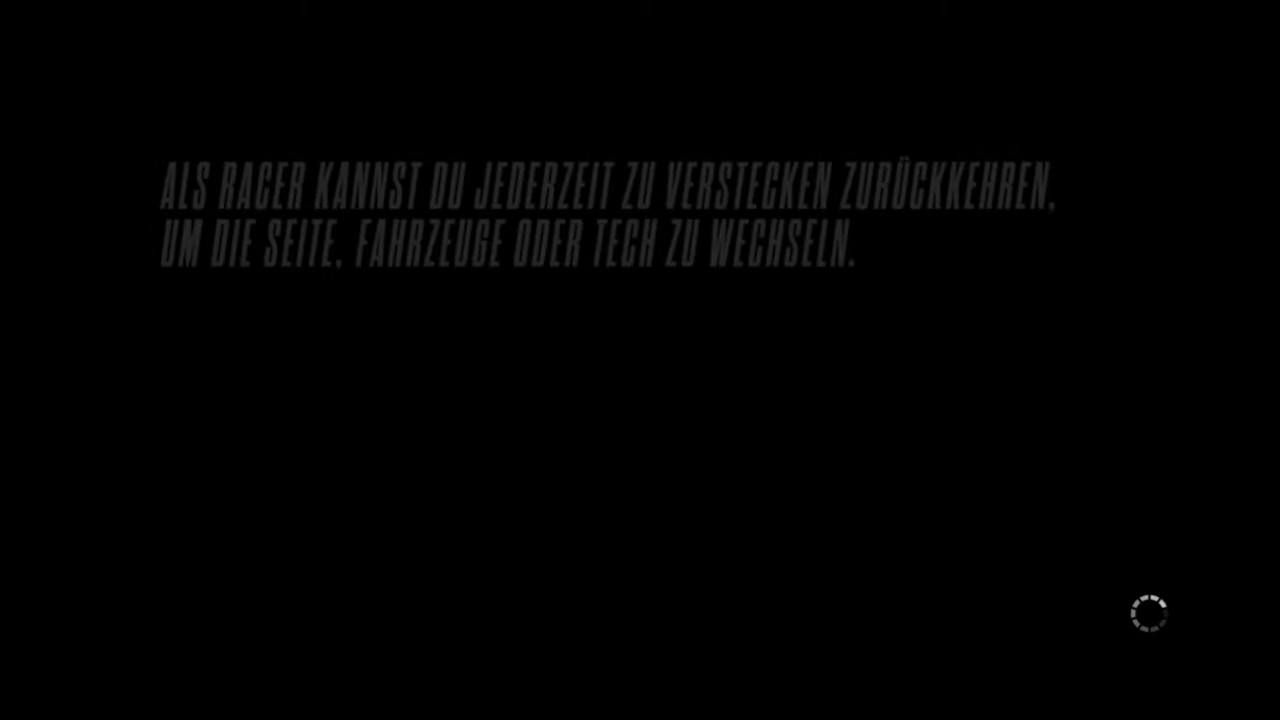 ALS RACER KANNST DU JEDERZEIT ZU VERSTECKEN ZURÜCKKEHREN,
UM DIE SEITE, FAHRZEUGE ODER TECH ZU WECHSELN.